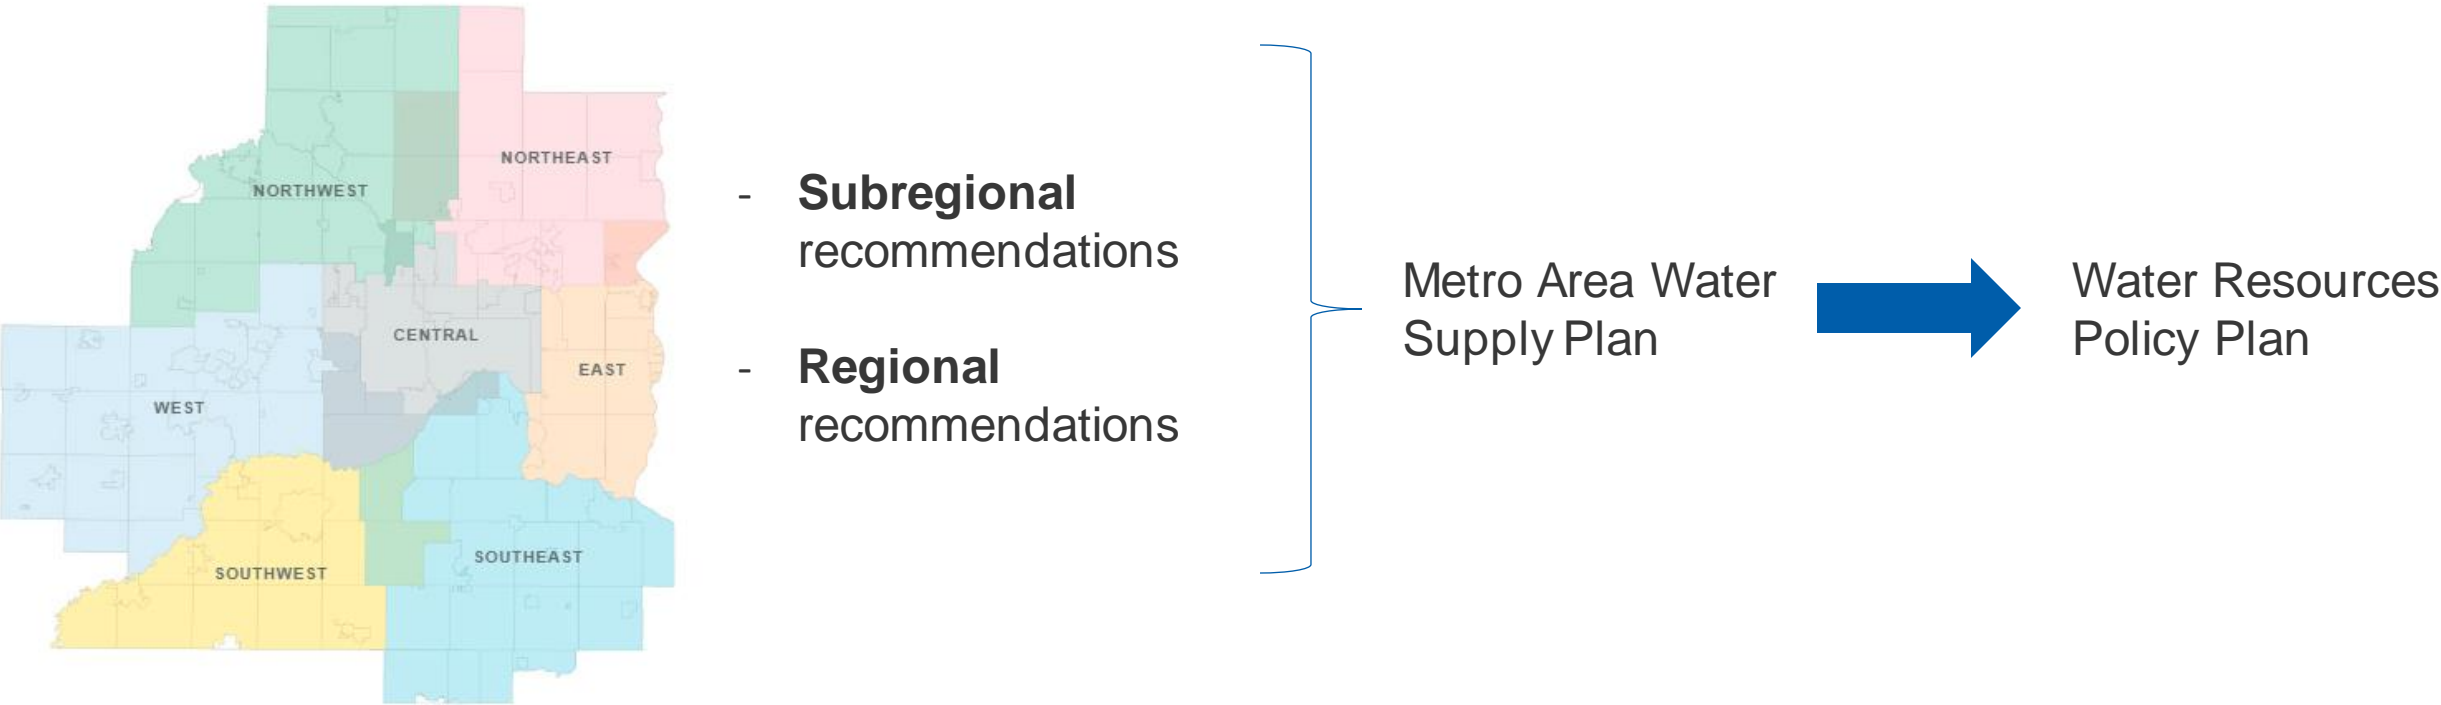 NORTHEAST
NORTHWEST
CENTRAL
EAST
WEST
SOUTHEAST
SOUTHWEST
- Subregional
recommendations
- Regional
recommendations
Metro Area Water
Supply Plan
Water Resources
Policy Plan